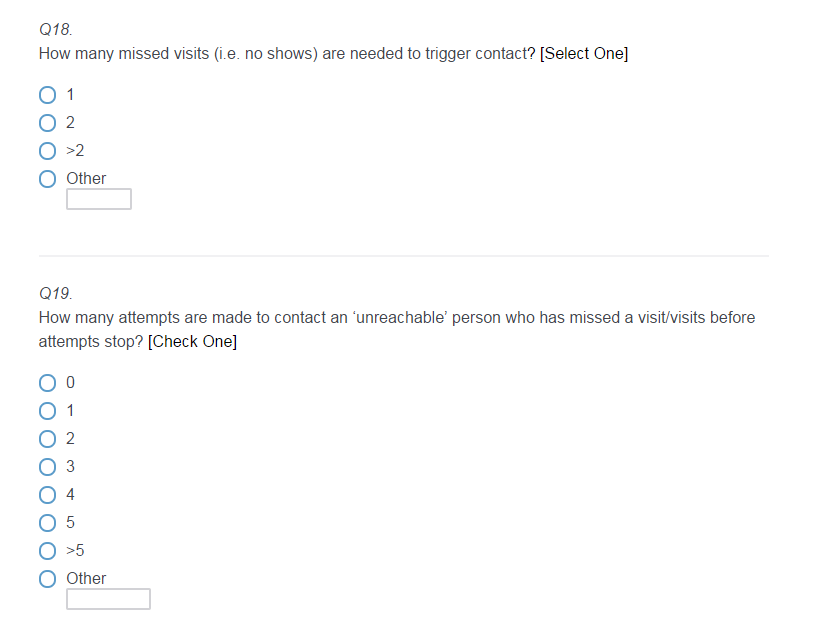 Q18.
How many missed visits (i.e. no shows) are needed to trigger contact? [Select One]
1
2
>2
Other
Q19.
How many attempts are made to contact an ‘unreachable’ person who has missed a visit/visits before
attempts stop? [Check One]
0
1
2
3
4
5
>5
Other